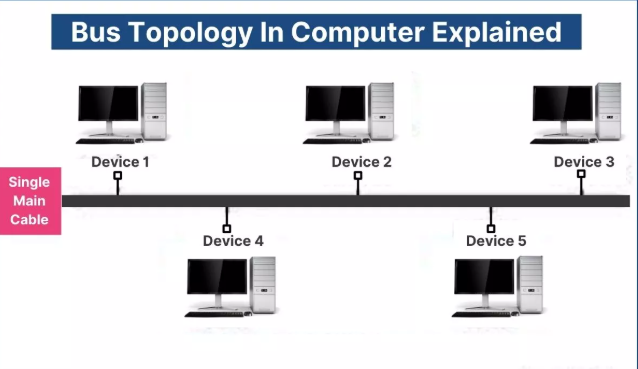 Bus Topology In Computer Explained
Device 1
Device 2
Device 3
Single
Main
Cable
Device 4
Device 5